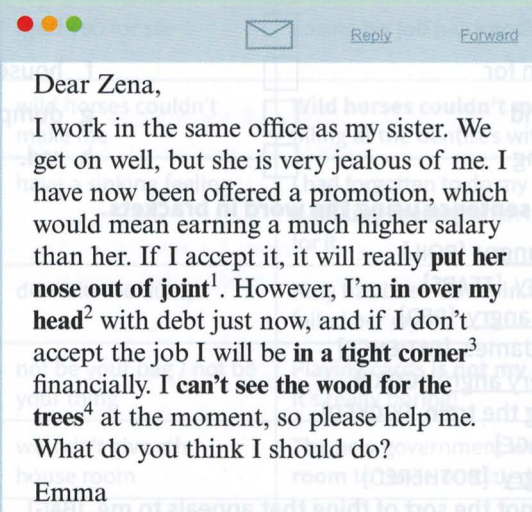 Reply Forward
Dear Zena,
I work in the same office as my sister. We
get on well, but she is very jealous of me. I
have now been offered a promotion, which
would mean earning a much higher salary
than her. If I accept it, it will really put her
nose out of joint¹. However, I’m in over my
head² with debt just now, and if I don’t
accept the job I will be in a tight corner³
financially. I can’t see the wood for the
trees⁴ at the moment, so please help me.
What do you think I should do?
Emma